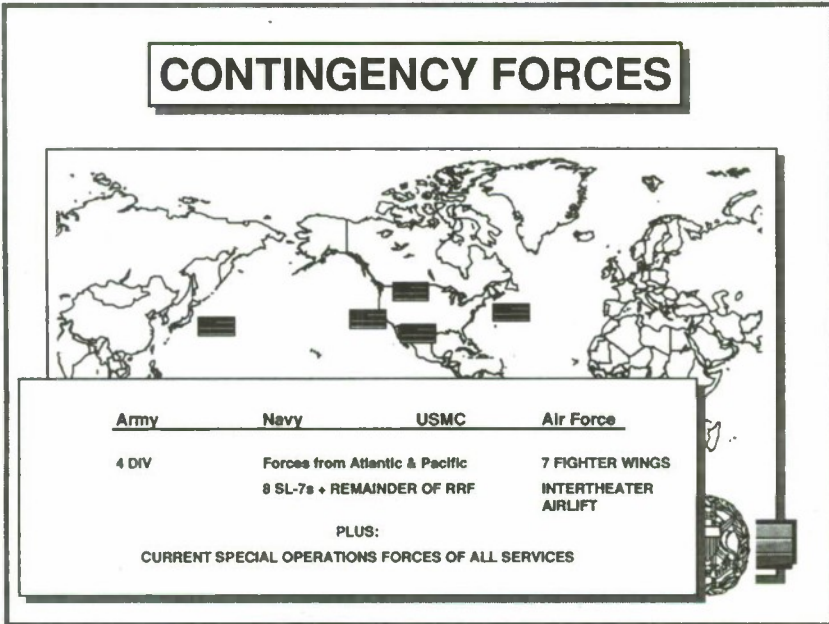 CONTINGENCY FORCES
Army Navy USMC Air Force
4 DIV Forces from Atlantic & Pacific 7 FIGHTER WINGS
8 SL-7s + REMAINDER OF RRF INTERTHEATER
AIRLIFT
PLUS:
CURRENT SPECIAL OPERATIONS FORCES OF ALL SERVICES